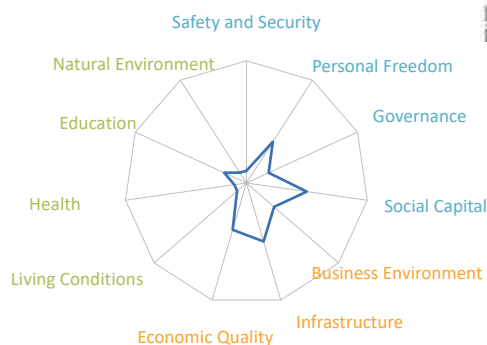 Safety and Security
Natural Environment
Personal Freedom
Education
Governance
Health
Social Capital
Living Conditions
Business Environment
Economic Quality
Infrastructure